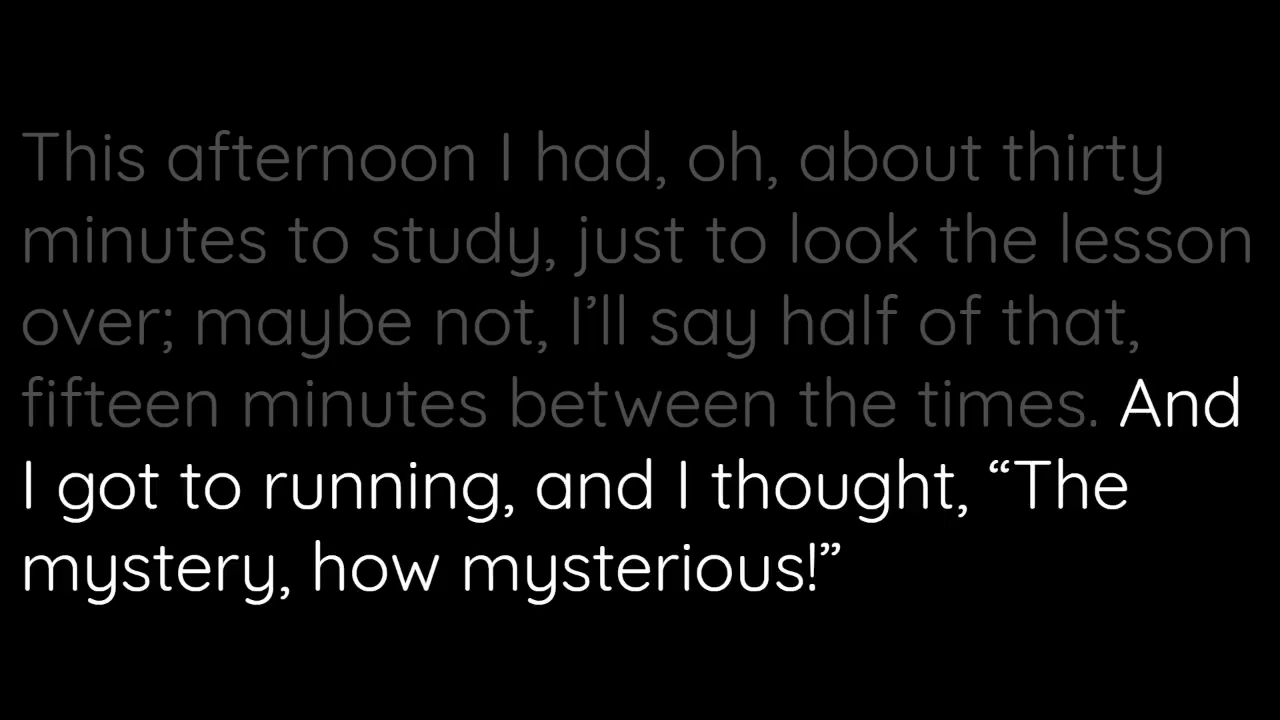 This afternoon I had, oh, about thirty
minutes to study, just to look the lesson
over; maybe not, I’ll say half of that,
fifteen minutes between the times. And
I got to running, and I thought, “The
mystery, how mysterious!”